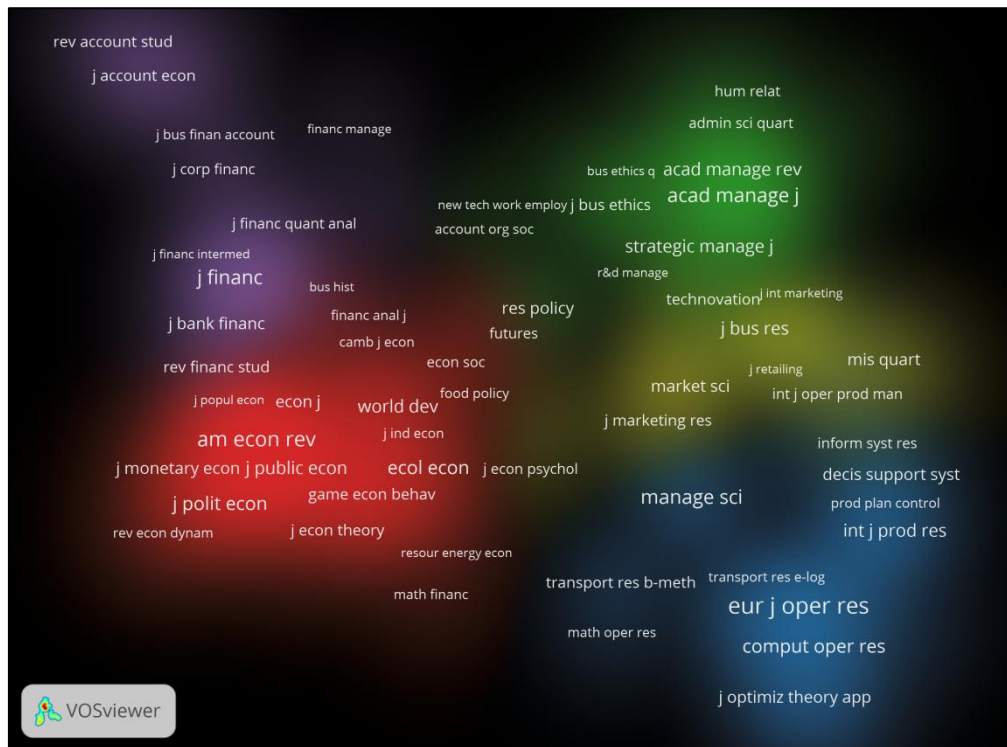 rev account stud
j account econ
hum relat
admin sci quart
j bus finan account
financ manage
j corp financ
bus ethics q
acad manage rev
acad manage j
new tech work employ
j bus ethics
j financ quant anal
account org soc
strategic manage j
j financ intermed
j financ
r&d manage
bus hist
technovation
j int marketing
res policy
financ anal j
j bank financ
futures
j bus res
camb j econ
econ soc
mis quart
rev financ stud
j retailing
market sci
food policy
int j oper prod man
j popul econ
econ j
world dev
j marketing res
am econ rev
j ind econ
inform syst res
j monetary econ
j public econ
ecol econ
j econ psychol
decis support syst
game econ behav
manage sci
j polit econ
prod plan control
rev econ dynam
j econ theory
int j prod res
resour energy econ
transport res b-meth
transport res e-log
math financ
eur j oper res
math oper res
comput oper res
j optimiz theory app
VOSviewer